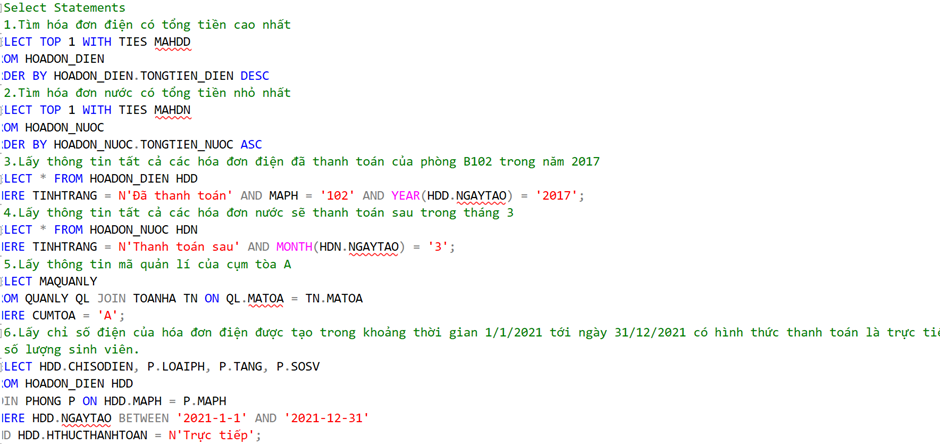 Select Statements
1.Tìm hóa đơn điện có tổng tiền cao nhất
LECT TOP 1 WITH TIES MAHDD
OM HOADON_DIEN
DER BY HOADON_DIEN.TONGTIEN_DIEN DESC
2.Tìm hóa đơn nước có tổng tiền nhỏ nhất
LECT TOP 1 WITH TIES MAHDN
OM HOADON_NUOC
DER BY HOADON_NUOC.TONGTIEN_NUOC ASC
3.Lấy thông tin tất cả các hóa đơn điện đã thanh toán của phòng B102 trong năm 2017
LECT * FROM HOADON_DIEN HDD
HERE TINHTRANG = N'Đã thanh toán' AND MAPH = '102' AND YEAR(HDD.NGAYTAO) = '2017';
4.Lấy thông tin tất cả các hóa đơn nước sẽ thanh toán sau trong tháng 3
LECT * FROM HOADON_NUOC HDN
HERE TINHTRANG = N'Thanh toán sau' AND MONTH(HDN.NGAYTAO) = '3';
5.Lấy thông tin mã quản lí của cụm tòa A
LECT MAQUANLY
OM QUANLY QL JOIN TOANHA TN ON QL.MATOA = TN.MATOA
HERE CUMTOA = 'A';
6.Lấy chỉ số điện của hóa đơn điện được tạo trong khoảng thời gian 1/1/2021 tới ngày 31/12/2021 có hình thức thanh toán là trực tiế
số lượng sinh viên.
LECT HDD.CHISODIEN, P.LOAIPH, P.TANG, P.SOSV
OM HOADON_DIEN HDD
IN PHONG P ON HDD.MAPH = P.MAPH
HERE HDD.NGAYTAO BETWEEN '2021-1-1' AND '2021-12-31'
D HDD.HTHUCTHANHTOAN = N'Trực tiếp';